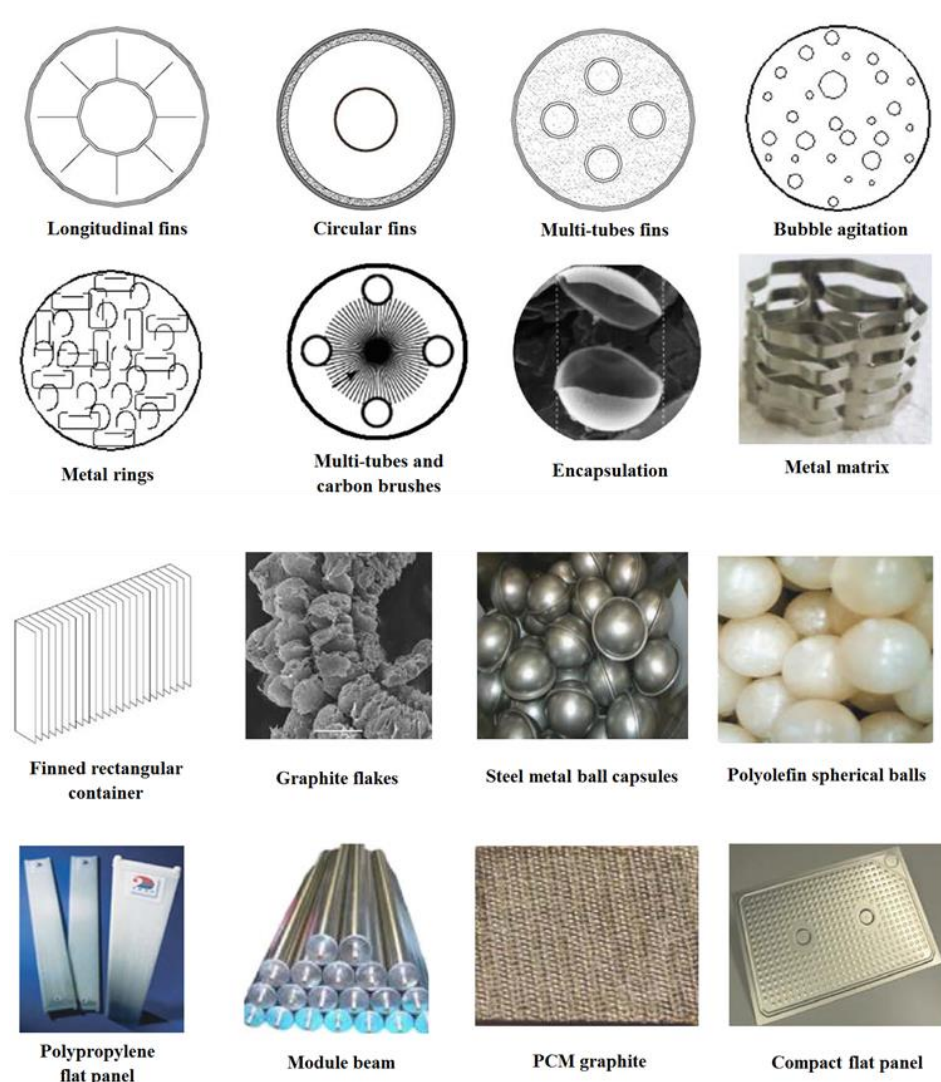 Longitudinal fins
Circular fins
Multi-tubes fins
Bubble agitation
Metal rings
Multi-tubes and
carbon brushes
Encapsulation
Metal matrix
Finned rectangular
container
Graphite flakes
Steel metal ball capsules
Polyolefin spherical balls
Polypropylene
flat panel
Module beam
PCM graphite
Compact flat panel